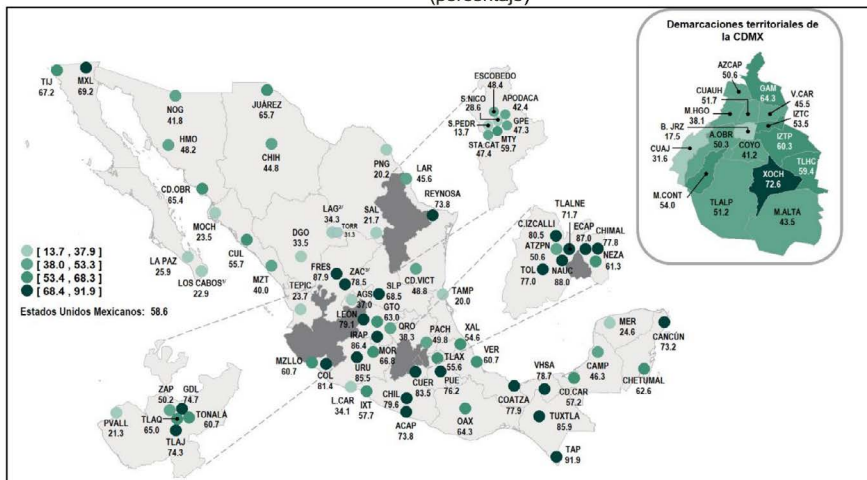 (porcentaje)
Demarcaciones territoriales de
la CDMX
AZCAP
50.6
GAM
64.3
CUAUH
51.7
V.CAR
45.5
M.HGO
38.1
IZTC
53.5
B. JRZ
17.5
A.OBR
50.3
COYO
41.2
IZTP
60.3
CUAJ
31.6
TLHC
59.4
XOCH
72.6
M.CONT
54.0
TLALP
51.2
M.ALTA
43.5
TIJ
67.2
MXL
69.2
NOG
41.8
JUÁREZ
65.7
HMO
48.2
CHIH
44.8
CD.OBR
65.4
MOCH
23.5
LA PAZ
25.9
LOS CABOS1/
22.9
CUL
55.7
MZT
40.0
DGO
33.5
LAG2/
34.3
TORR
31.3
SAL
21.7
PNG
20.2
LAR
45.6
REYNOSA
73.8
ESCOBEDO
48.4
S.NICO
28.6
APODACA
42.4
S.PEDR
13.7
GPE
47.3
STA:CAT
47.4
MTY
59.7
FRES
87.9
ZAC3/
78.5
SLP
68.5
CD.VICT
48.8
TAMP
20.0
TEPIC
23.7
AGS
37.0
LEÓN
79.1
GTO
63.0
IRAP
86.4
QRO
38.3
PACH
49.8
XAL
54.6
MOR
66.8
TLAX
55.6
VER
60.7
MZLLO
60.7
COL
81.4
URU
85.5
CUER
83.5
PUE
76.2
L.CAR
34.1
IXT
57.7
CHIL
79.6
ACAP
73.8
OAX
64.3
COATZA
77.9
VHSA
78.7
CD.CAR
57.2
TUXTLA
85.9
TAP
91.9
CAMP
46.3
MER
24.6
CANCÚN
73.2
CHETUMAL
62.6
TLALNE
71.7
C.IZCALLI
80.5
ECAP
87.0
CHIMAL
77.8
ATZPN
50.6
NEZA
61.3
TOL
77.0
NAUC
88.0
[ 13.7 , 37.9 ]
[ 38.0 , 53.3 ]
[ 53.4 , 68.3 ]
[ 68.4 , 91.9 ]
Estados Unidos Mexicanos: 58.6
ZAP
50.2
GDL
74.7
PVALL
21.3
TLAQ
65.0
TONALÁ
60.7
TLAJ
74.3